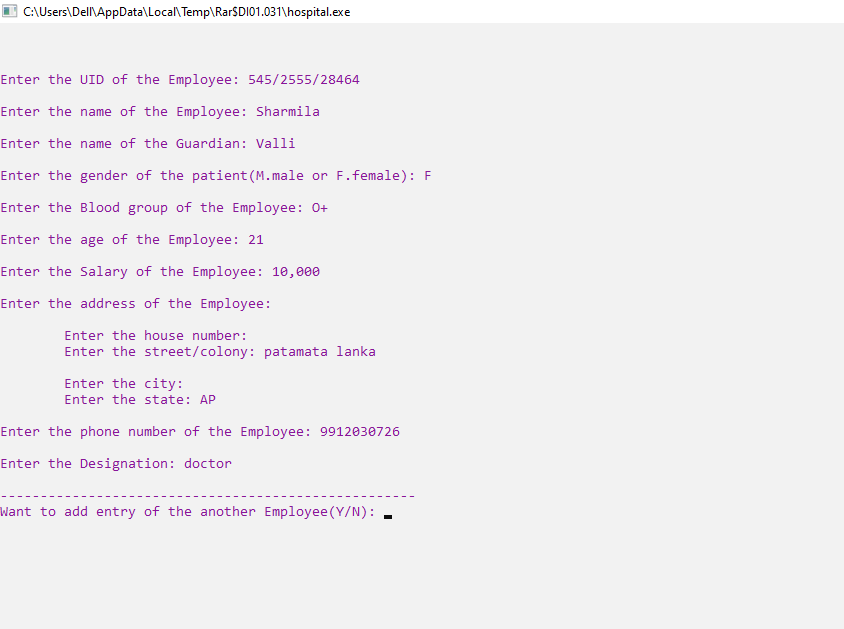 C:\Users\Dell\AppData\Local\Temp\Rar$DI01.031\hospital.exe
Enter the UID of the Employee: 545/2555/28464
Enter the name of the Employee: Sharmila
Enter the name of the Guardian: Valli
Enter the gender of the patient(M.male or F.female): F
Enter the Blood group of the Employee: O+
Enter the age of the Employee: 21
Enter the Salary of the Employee: 10,000
Enter the address of the Employee:
Enter the house number:
Enter the street/colony: patamata lanka
Enter the city:
Enter the state: AP
Enter the phone number of the Employee: 9912030726
Enter the Designation: doctor
----------------------------------------------------
Want to add entry of the another Employee(Y/N):